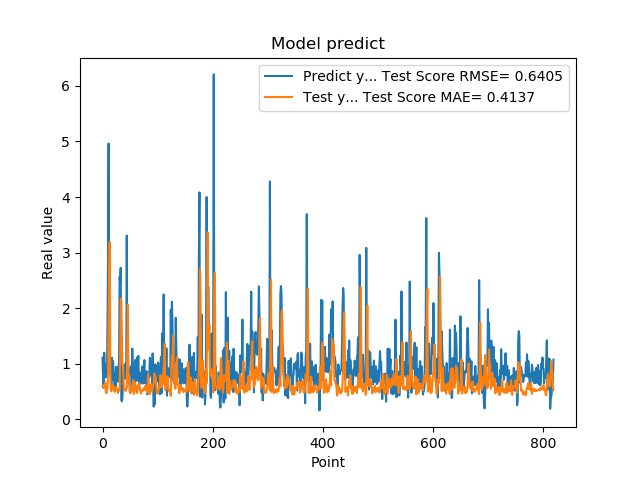 Model predict
Predict y... Test Score RMSE= 0.6405
Test y... Test Score MAE= 0.4137
Real value
6
5
4
3
2
1
0
0 200 400 600 800
Point